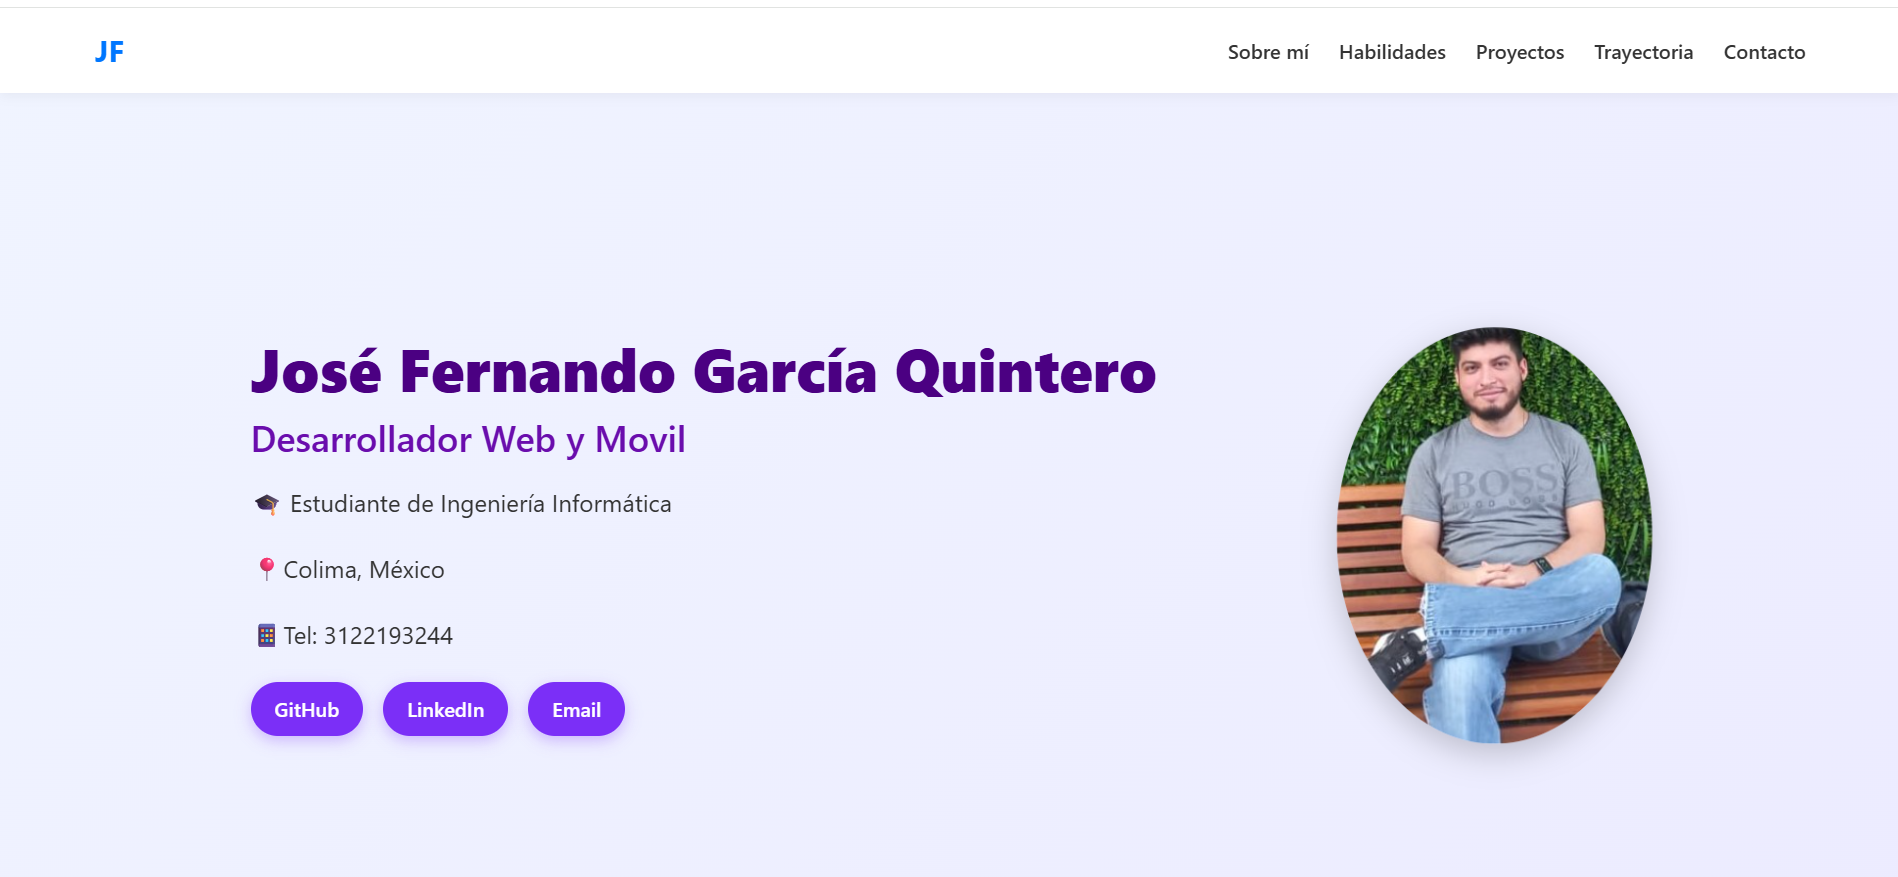 JF
Sobre mí Habilidades Proyectos Trayectoria Contacto
José Fernando García Quintero
Desarrollador Web y Movil
Estudiante de Ingeniería Informática
Colima, México
Tel: 3122193244
GitHub LinkedIn Email
BOSS